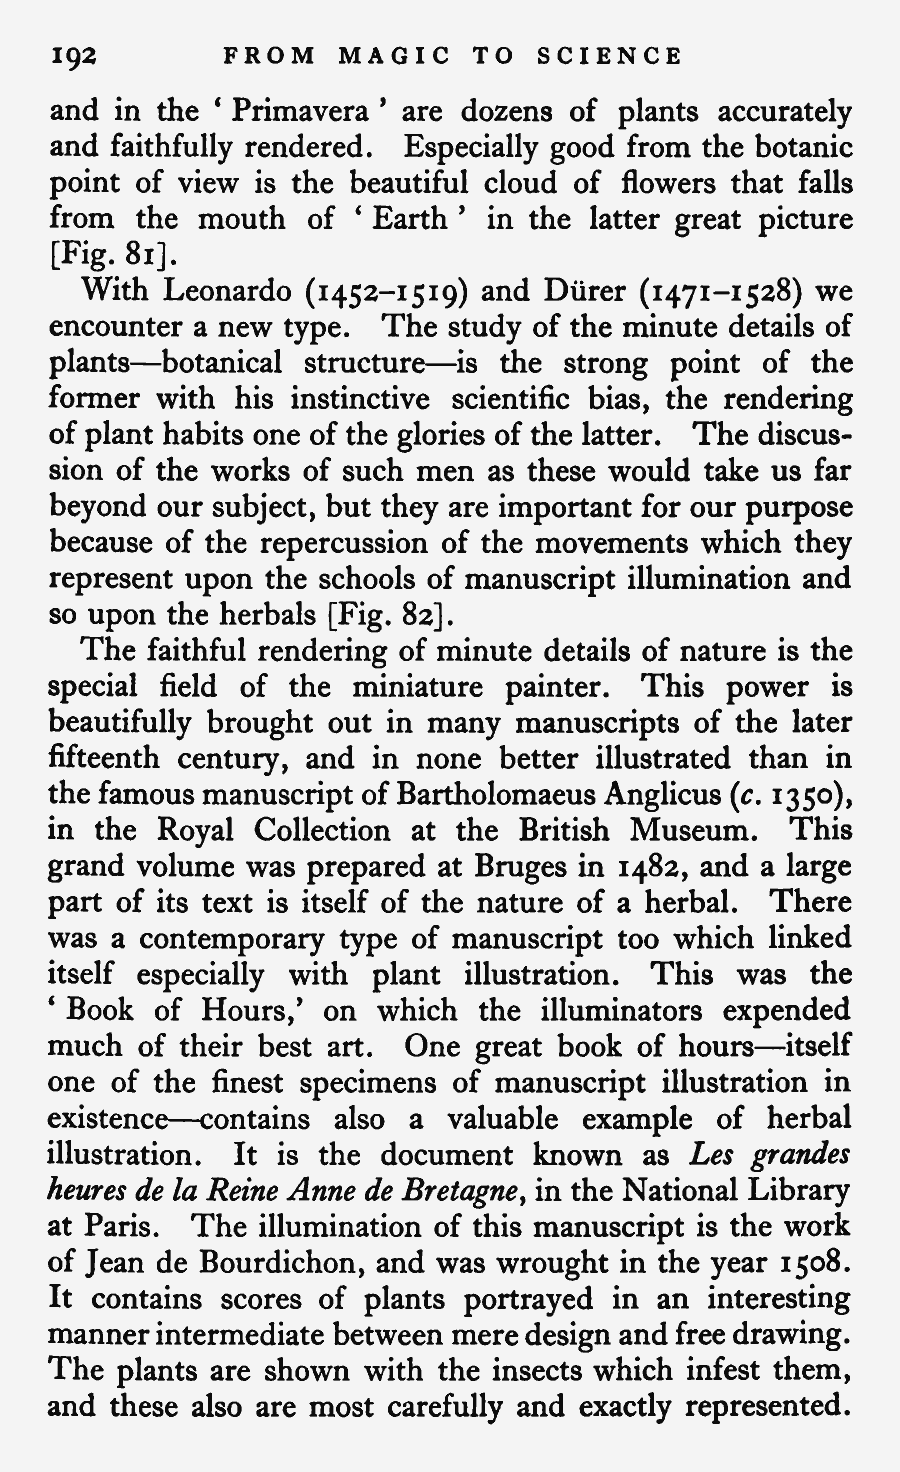 192 FROM MAGIC TO SCIENCE
and in the ‘ Primavera ’ are dozens of plants accurately
and faithfully rendered. Especially good from the botanic
point of view is the beautiful cloud of flowers that falls
from the mouth of ‘ Earth ’ in the latter great picture
[Fig. 81].
With Leonardo (1452–1519) and Dürer (1471–1528) we
encounter a new type. The study of the minute details of
plants—botanical structure—is the strong point of the
former with his instinctive scientific bias, the rendering
of plant habits one of the glories of the latter. The discus-
sion of the works of such men as these would take us far
beyond our subject, but they are important for our purpose
because of the repercussion of the movements which they
represent upon the schools of manuscript illumination and
so upon the herbals [Fig. 82].
The faithful rendering of minute details of nature is the
special field of the miniature painter. This power is
beautifully brought out in many manuscripts of the later
fifteenth century, and in none better illustrated than in
the famous manuscript of Bartholomaeus Anglicus (c. 1350),
in the Royal Collection at the British Museum. This
grand volume was prepared at Bruges in 1482, and a large
part of its text is itself of the nature of a herbal. There
was a contemporary type of manuscript too which linked
itself especially with plant illustration. This was the
‘ Book of Hours,’ on which the illuminators expended
much of their best art. One great book of hours—itself
one of the finest specimens of manuscript illustration in
existence—contains also a valuable example of herbal
illustration. It is the document known as Les grandes
heures de la Reine Anne de Bretagne, in the National Library
at Paris. The illumination of this manuscript is the work
of Jean de Bourdichon, and was wrought in the year 1508.
It contains scores of plants portrayed in an interesting
manner intermediate between mere design and free drawing.
The plants are shown with the insects which infest them,
and these also are most carefully and exactly represented.